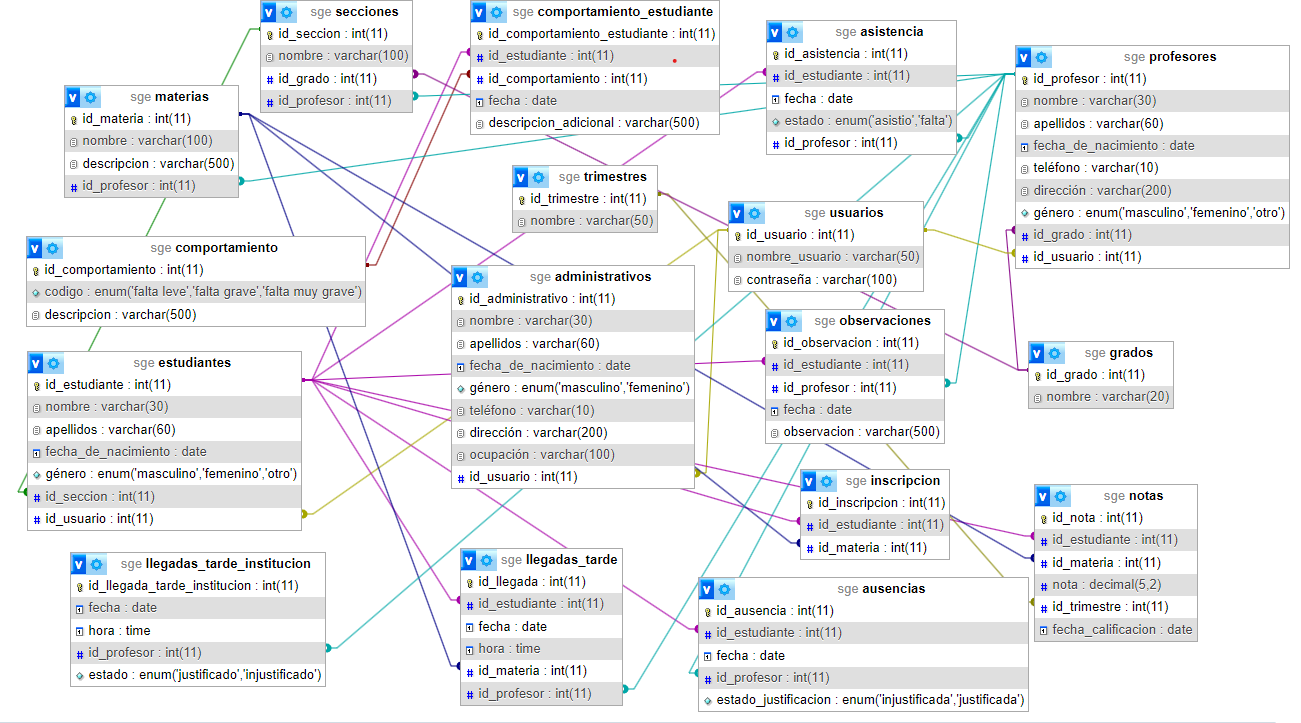 sge secciones
id_seccion : int(11)
nombre : varchar(100)
id_grado : int(11)
id_profesor : int(11)
sge comportamiento_estudiante
id_comportamiento_estudiante : int(11)
id_estudiante : int(11)
id_comportamiento : int(11)
fecha : date
descripcion_adicional : varchar(500)
sge asistencia
id_asistencia : int(11)
id_estudiante : int(11)
fecha : date
estado : enum('asistio','falta')
id_profesor : int(11)
sge profesores
id_profesor : int(11)
nombre : varchar(30)
apellidos : varchar(60)
fecha_de_nacimiento : date
teléfono : varchar(10)
dirección : varchar(200)
género : enum('masculino','femenino','otro')
id_grado : int(11)
id_usuario : int(11)
sge materias
id_materia : int(11)
nombre : varchar(100)
descripcion : varchar(500)
id_profesor : int(11)
sge trimestres
id_trimestre : int(11)
nombre : varchar(50)
sge usuarios
id_usuario : int(11)
nombre_usuario : varchar(50)
contraseña : varchar(100)
sge comportamiento
id_comportamiento : int(11)
codigo : enum('falta leve','falta grave','falta muy grave')
descripcion : varchar(500)
sge administrativos
id_administrativo : int(11)
nombre : varchar(30)
apellidos : varchar(60)
fecha_de_nacimiento : date
género : enum('masculino','femenino')
teléfono : varchar(10)
dirección : varchar(200)
ocupación : varchar(100)
id_usuario : int(11)
sge observaciones
id_observacion : int(11)
id_estudiante : int(11)
id_profesor : int(11)
fecha : date
observacion : varchar(500)
sge grados
id_grado : int(11)
nombre : varchar(20)
sge estudiantes
id_estudiante : int(11)
nombre : varchar(30)
apellidos : varchar(60)
fecha_de_nacimiento : date
género : enum('masculino','femenino','otro')
id_seccion : int(11)
id_usuario : int(11)
sge inscripcion
id_inscripcion : int(11)
id_estudiante : int(11)
id_materia : int(11)
sge notas
id_nota : int(11)
id_estudiante : int(11)
id_materia : int(11)
nota : decimal(5,2)
id_trimestre : int(11)
fecha_calificacion : date
sge llegadas_tarde_institucion
id_llegada_tarde_institucion : int(11)
fecha : date
hora : time
id_profesor : int(11)
estado : enum('justificado','injustificado')
sge llegadas_tarde
id_llegada : int(11)
id_estudiante : int(11)
fecha : date
hora : time
id_materia : int(11)
id_profesor : int(11)
sge ausencias
id_ausencia : int(11)
id_estudiante : int(11)
fecha : date
id_profesor : int(11)
estado_justificacion : enum('injustificada','justificada')